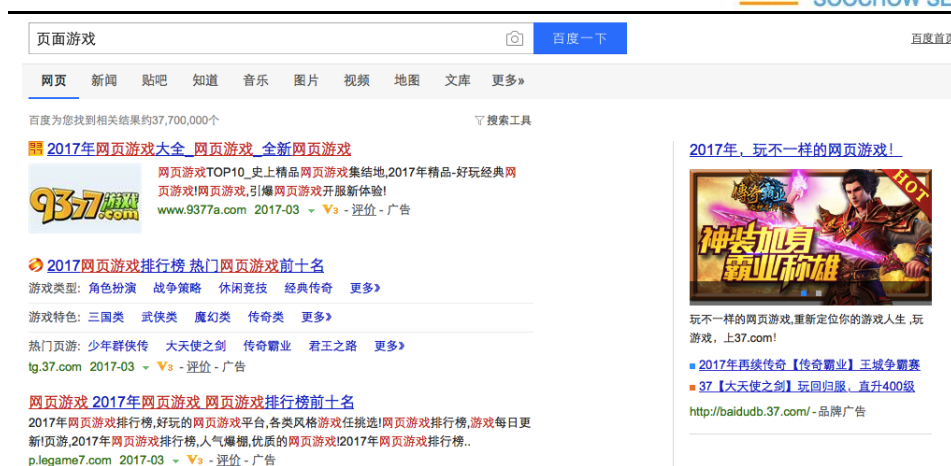 SOOCHOW SE
页面游戏
百度一下
百度首页
网页 新闻 贴吧 知道 音乐 图片 视频 地图 文库 更多»
百度为您找到相关结果约37,700,000个
搜索工具
2017年网页游戏大全_网页游戏_全新网页游戏
9377游戏.com
网页游戏TOP10_史上精品网页游戏集结地,2017年精品-好玩经典网
页游戏!网页游戏,引爆网页游戏开服新体验!
www.9377a.com 2017-03 V3 - 评价 - 广告
2017网页游戏排行榜 热门网页游戏前十名
游戏类型: 角色扮演 战争策略 休闲竞技 经典传奇 更多»
游戏特色: 三国类 武侠类 魔幻类 传奇类 更多»
热门页游: 少年群侠传 大天使之剑 传奇霸业 君王之路 更多»
tg.37.com 2017-03 V3 - 评价 - 广告
网页游戏 2017年网页游戏 网页游戏排行榜前十名
2017年网页游戏排行榜,好玩的网页游戏平台,各类风格游戏任挑选!网页游戏排行榜,游戏每日更
新!页游,2017年网页游戏排行榜,人气爆棚,优质的网页游戏!2017年网页游戏排行榜..
p.legame7.com 2017-03 V3 - 评价 - 广告
2017年，玩不一样的网页游戏！
HOT
传奇霸业
神装加身
霸业称雄
玩不一样的网页游戏,重新定位你的游戏人生 ,玩
游戏，上37.com!
2017年再续传奇【传奇霸业】王城争霸赛
37【大天使之剑】玩回归服，直升400级
http://baidudb.37.com/ - 品牌广告